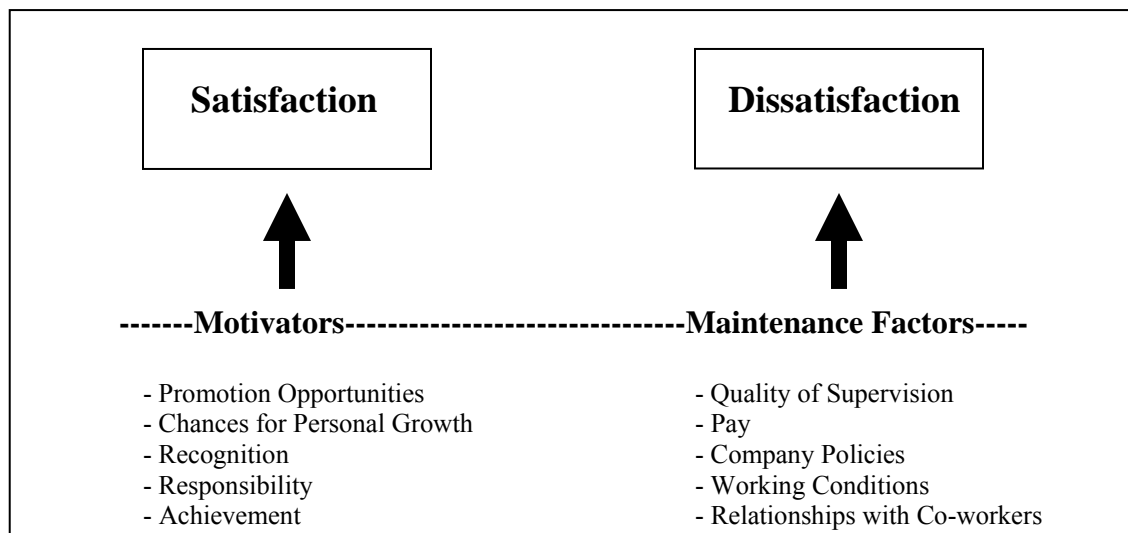 Satisfaction
Dissatisfaction
-------Motivators--------------------------------Maintenance Factors-----
- Promotion Opportunities
- Chances for Personal Growth
- Recognition
- Responsibility
- Achievement
- Quality of Supervision
- Pay
- Company Policies
- Working Conditions
- Relationships with Co-workers